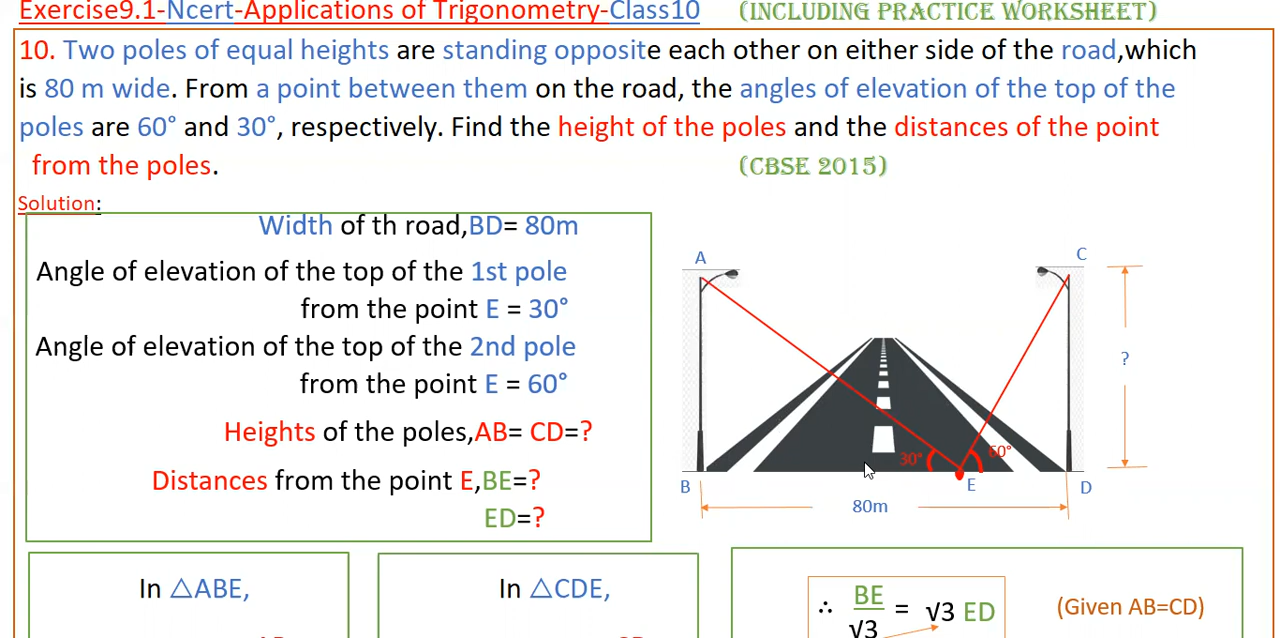 Exercise9.1-Ncert-Applications of Trigonometry-Class10 (INCLUDING PRACTICE WORKSHEET)
10. Two poles of equal heights are standing opposite each other on either side of the road,which
is 80 m wide. From a point between them on the road, the angles of elevation of the top of the
poles are 60° and 30°, respectively. Find the height of the poles and the distances of the point
from the poles. (CBSE 2015)
Solution:
Width of th road,BD= 80m
Angle of elevation of the top of the 1st pole
from the point E = 30°
Angle of elevation of the top of the 2nd pole
from the point E = 60°
Heights of the poles,AB= CD=?
Distances from the point E,BE=?
ED=?
A
C
?
30°
60°
B
E
D
80m
In △ABE,
In △CDE,
∴ BE/√3 = √3 ED (Given AB=CD)